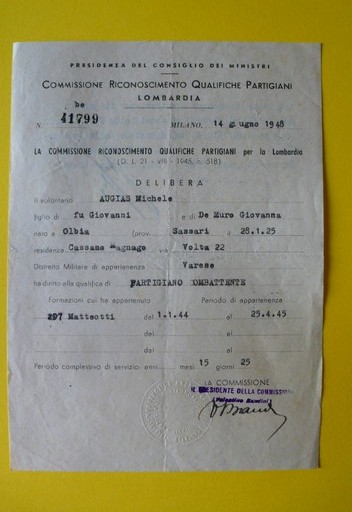 PRESIDENZA DEL CONSIGLIO DEI MINISTRI
COMMISSIONE RICONOSCIMENTO QUALIFICHE PARTIGIANI
LOMBARDIA
be
N. 41799 MILANO, 14 giugno 1948
LA COMMISSIONE RICONOSCIMENTO QUALIFICHE PARTIGIANI per la Lombardia
(D. L. 21 - VIII - 1945, n. 518)
DELIBERA
Il volontario AUGIAS Michele
figlio di fu Giovanni e di De Muro Giovanna
nato a Olbia (prov. Sassari) il 28.1.25
residenza Cassano Magnago via Volta 22
Distretto Militare di appartenenza Varese
ha diritto alla qualifica di PARTIGIANO COMBATTENTE
Formazioni cui ha appartenuto Periodo di appartenenza
297 Matteotti dal 1.1.44 al 25.4.45
dal al
dal al
Periodo complessivo di servizio: anni mesi 15 giorni 25
LA COMMISSIONE
IL PRESIDENTE DELLA COMMISSIONE